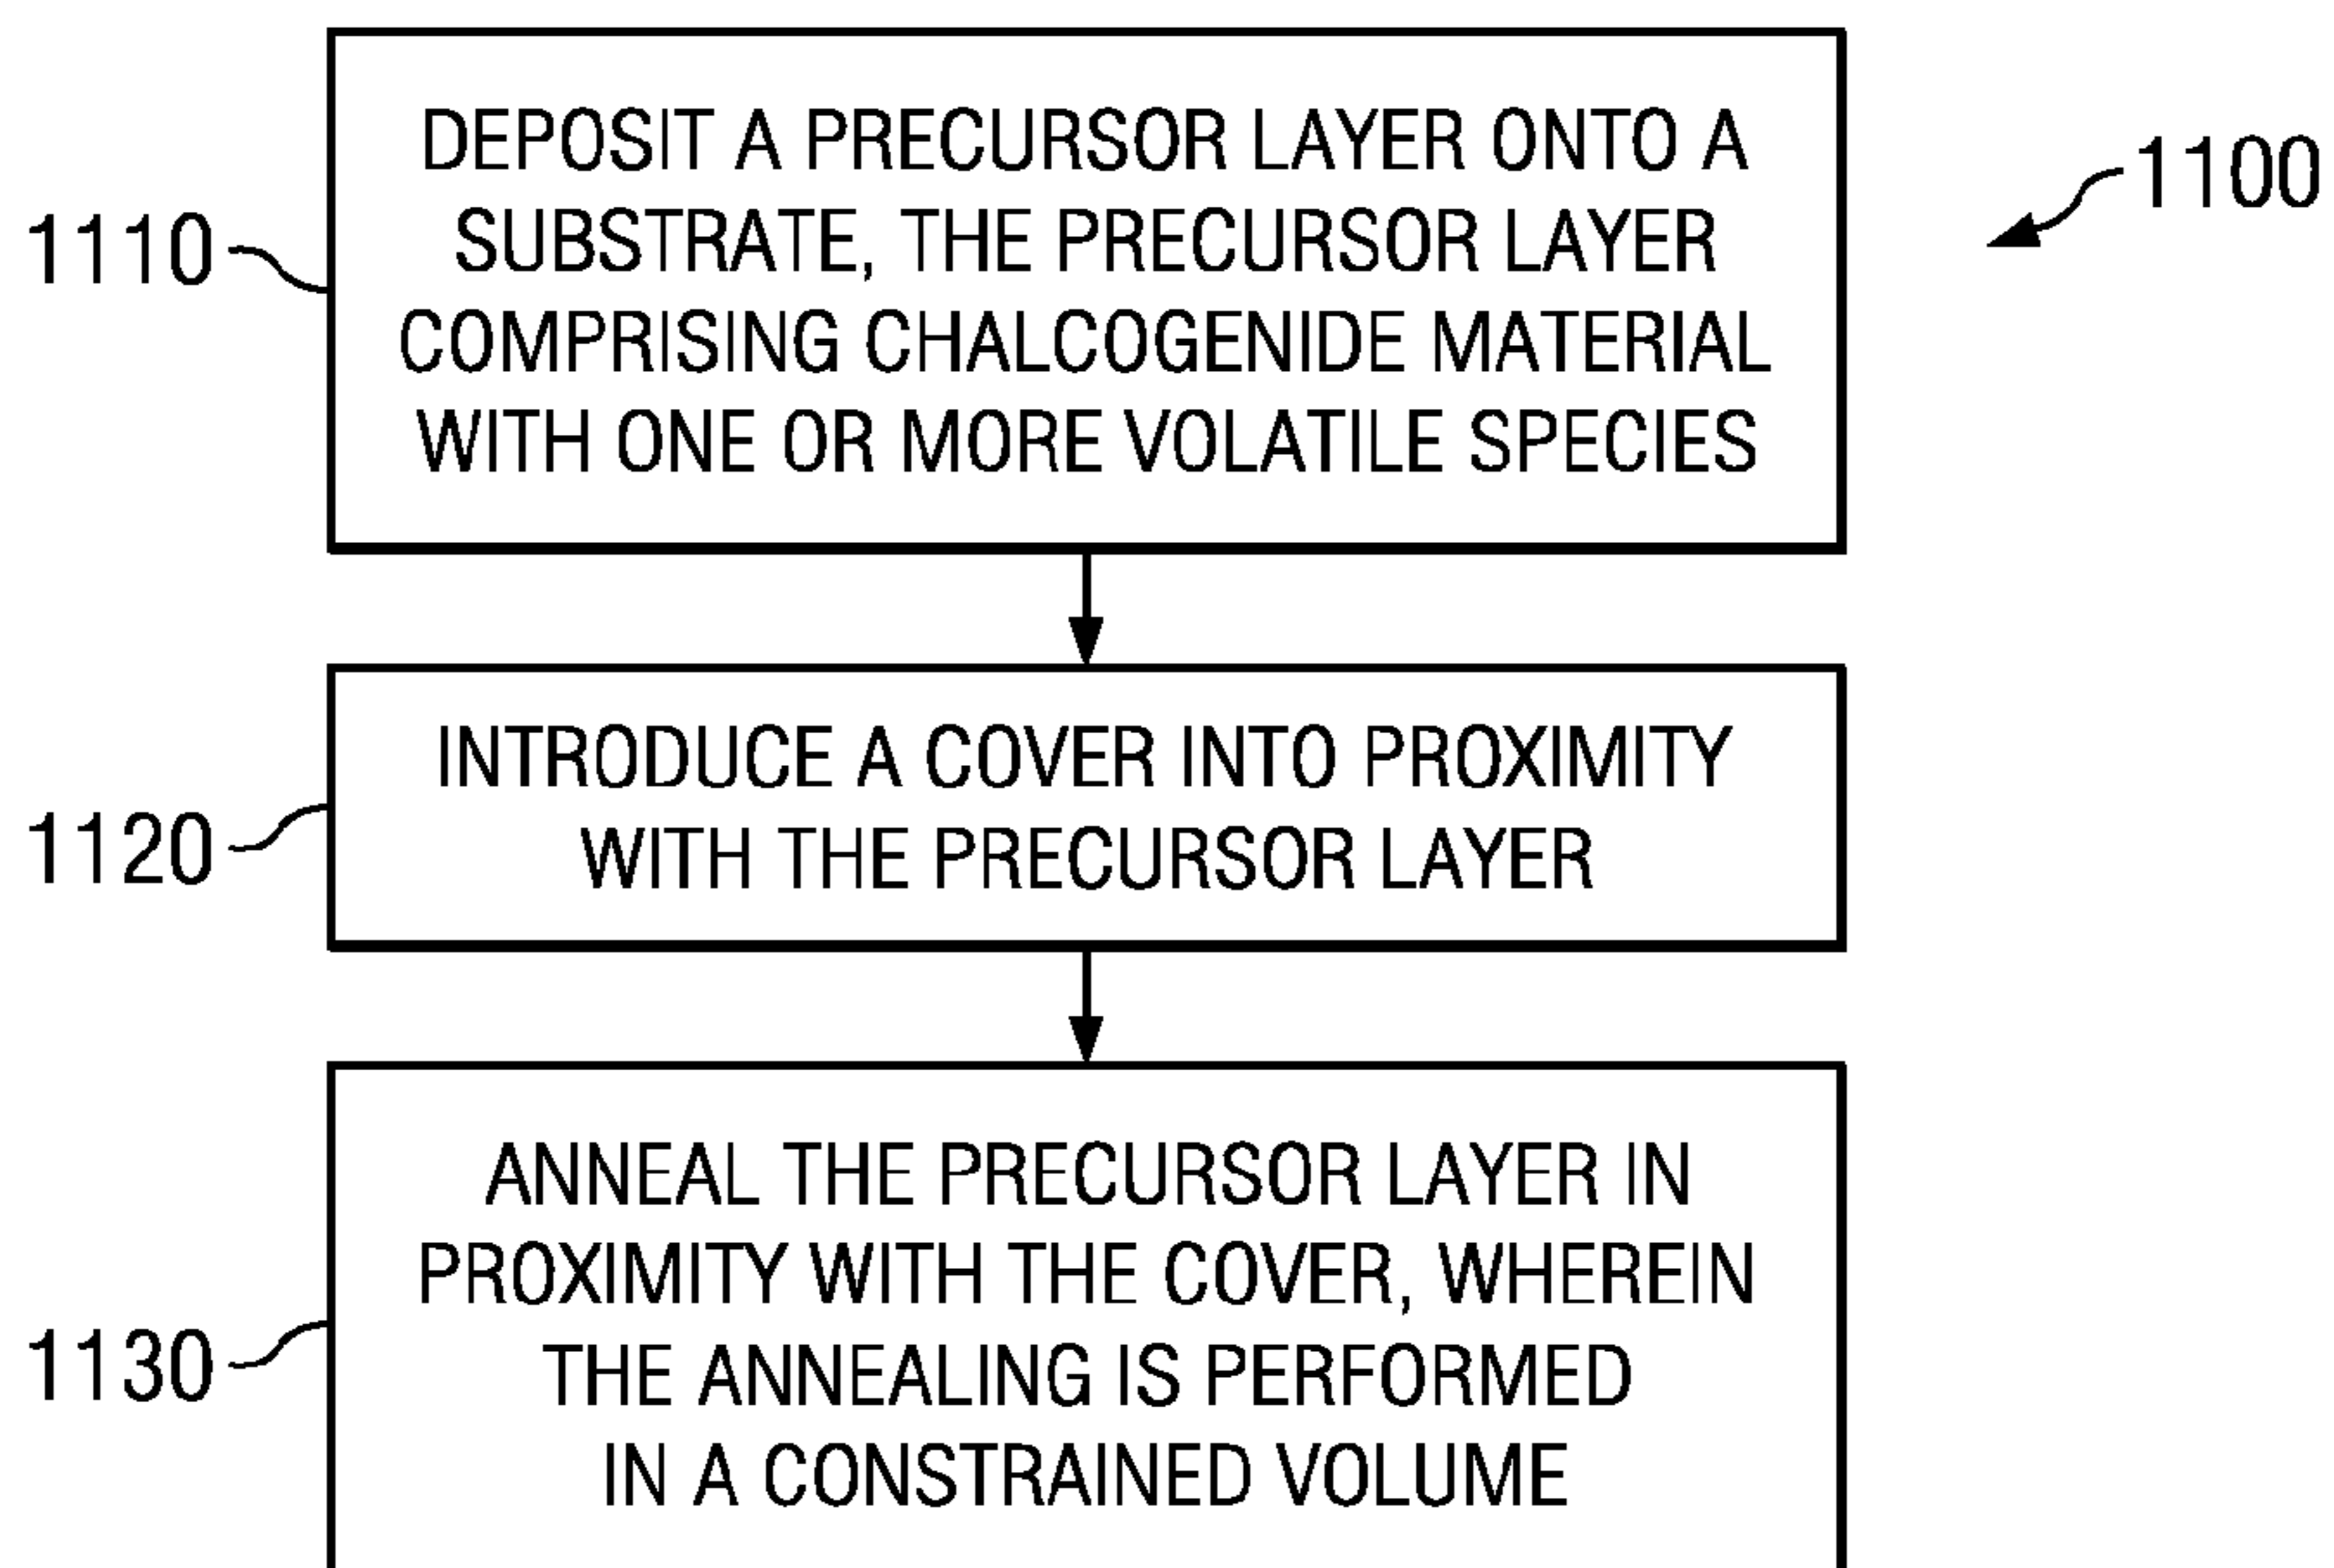 DEPOSIT A PRECURSOR LAYER ONTO A
SUBSTRATE, THE PRECURSOR LAYER
COMPRISING CHALCOGENIDE MATERIAL
WITH ONE OR MORE VOLATILE SPECIES
1110
1100
INTRODUCE A COVER INTO PROXIMITY
WITH THE PRECURSOR LAYER
1120
ANNEAL THE PRECURSOR LAYER IN
PROXIMITY WITH THE COVER, WHEREIN
THE ANNEALING IS PERFORMED
IN A CONSTRAINED VOLUME
1130